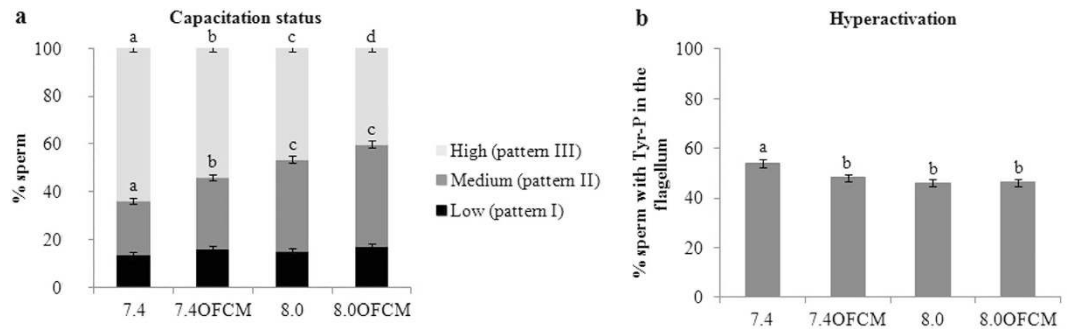 a
Capacitation status
a b c d
100
80
60
40
20
0
% sperm
a b c c
7.4 7.4OFCM 8.0 8.0OFCM
High (pattern III)
Medium (pattern II)
Low (pattern I)
b
Hyperactivation
% sperm with Tyr-P in the
flagellum
100
80
60
40
20
0
a b b b
7.4 7.4OFCM 8.0 8.0OFCM